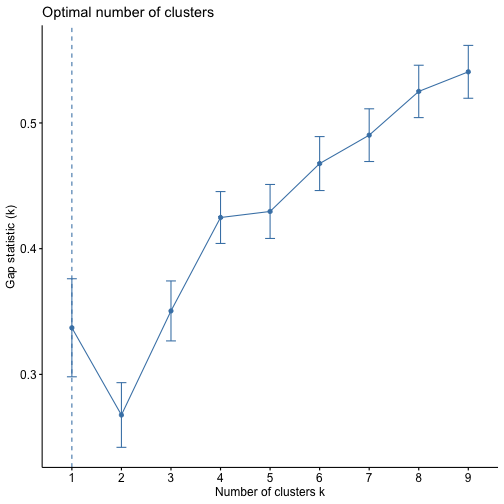 Optimal number of clusters
Gap statistic (k)
0.5
0.4
0.3
1 2 3 4 5 6 7 8 9
Number of clusters k